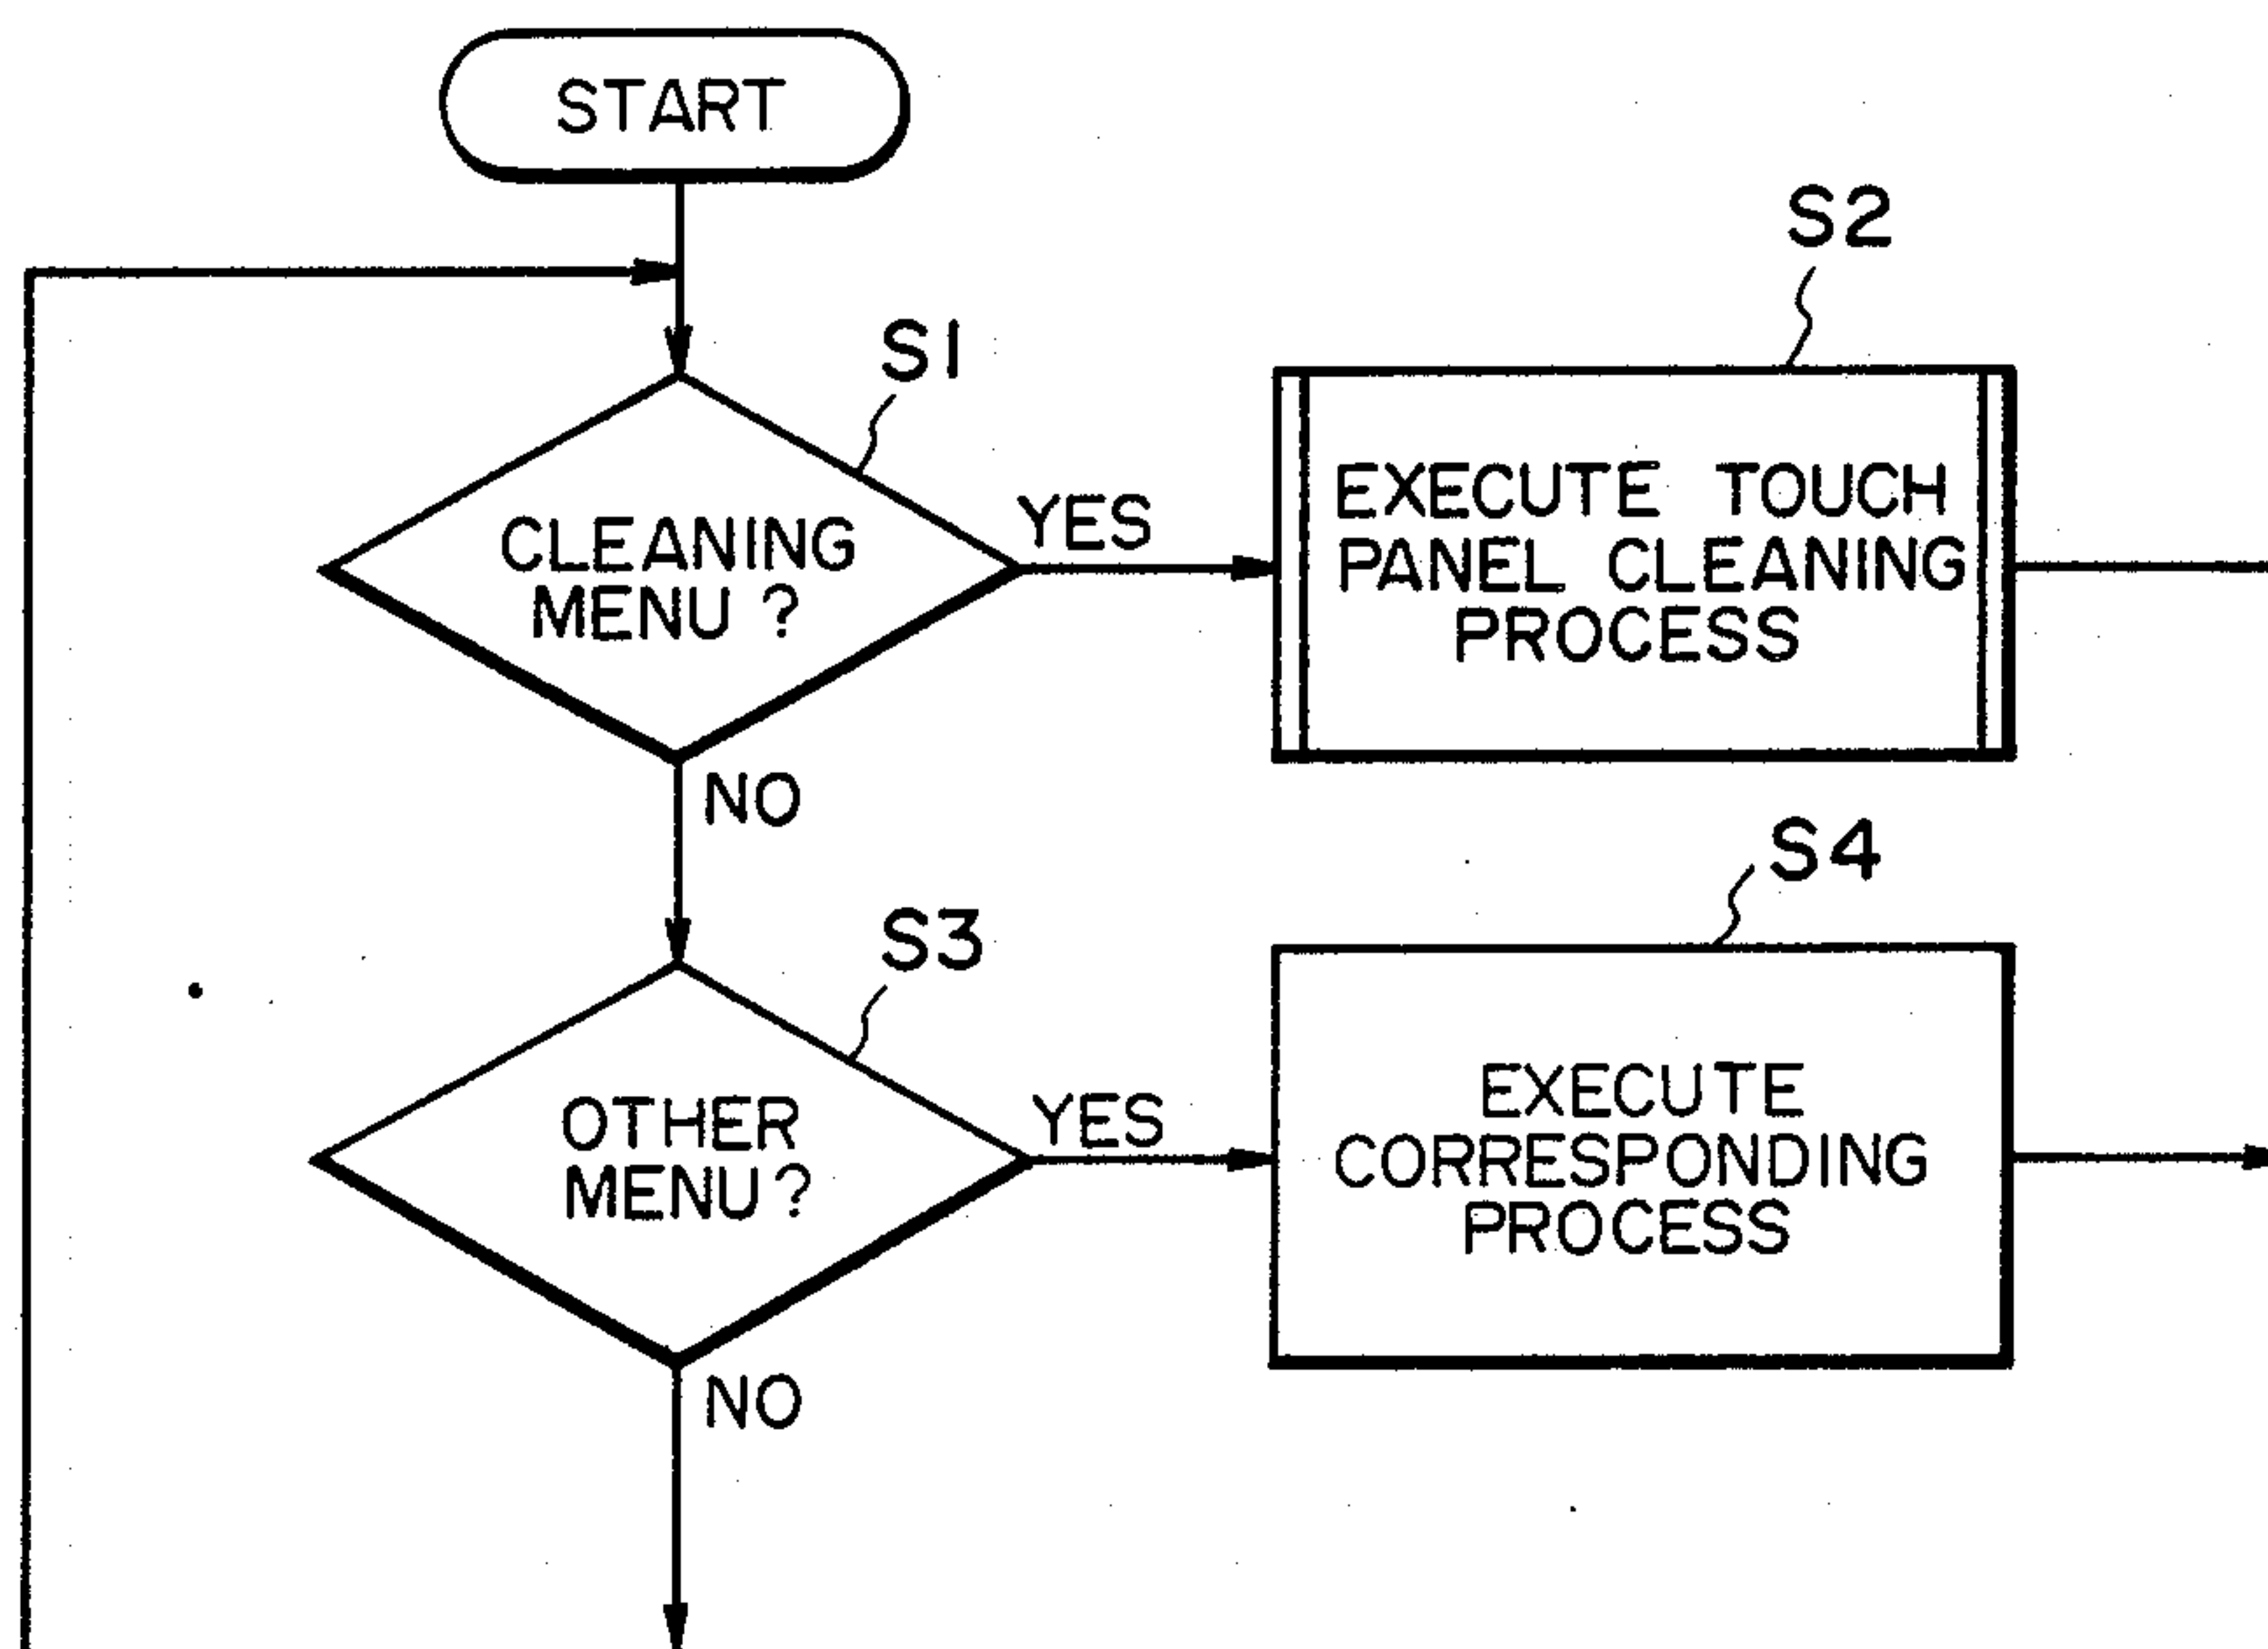 START
S1
CLEANING
MENU ?
YES
NO
S2
EXECUTE TOUCH
PANEL CLEANING
PROCESS
S3
OTHER
MENU ?
YES
NO
S4
EXECUTE
CORRESPONDING
PROCESS